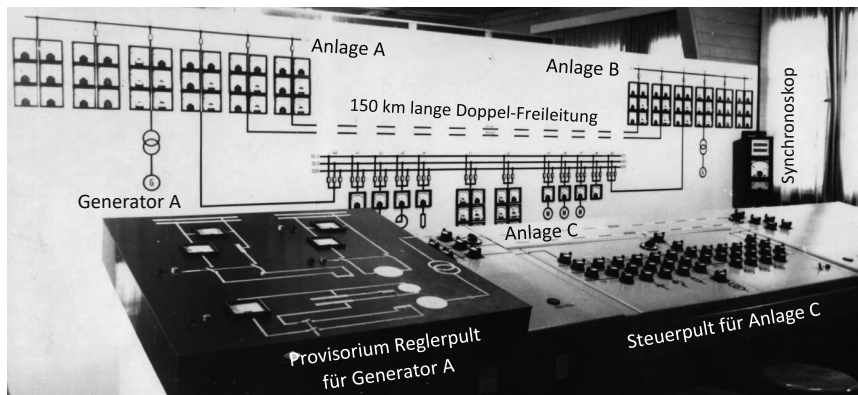 Anlage A
Anlage B
150 km lange Doppel-Freileitung
Synchronoskop
G
Generator A
Anlage C
Provisorium Reglerpult
für Generator A
Steuerpult für Anlage C